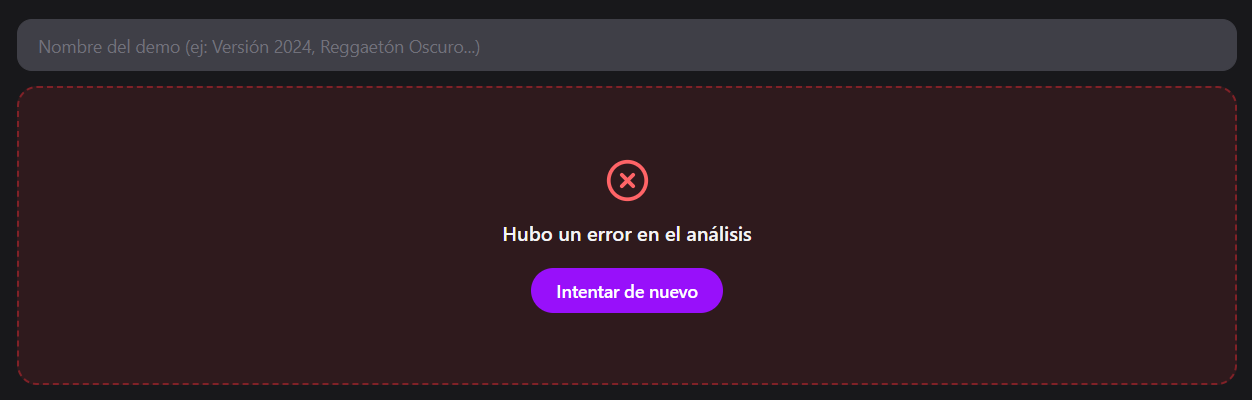 Nombre del demo (ej: Versión 2024, Reggaetón Oscuro...)
Hubo un error en el análisis
Intentar de nuevo